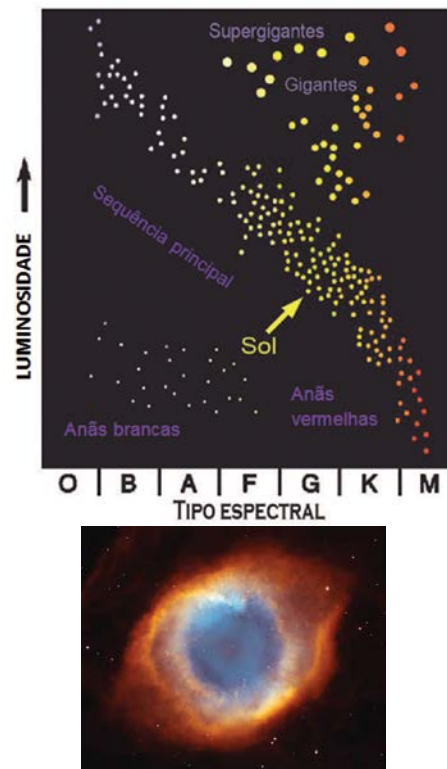 Supergigantes
Gigantes
Sequência principal
Sol
Anãs brancas
Anãs
vermelhas
LUMINOSIDADE
O B A F G K M
TIPO ESPECTRAL